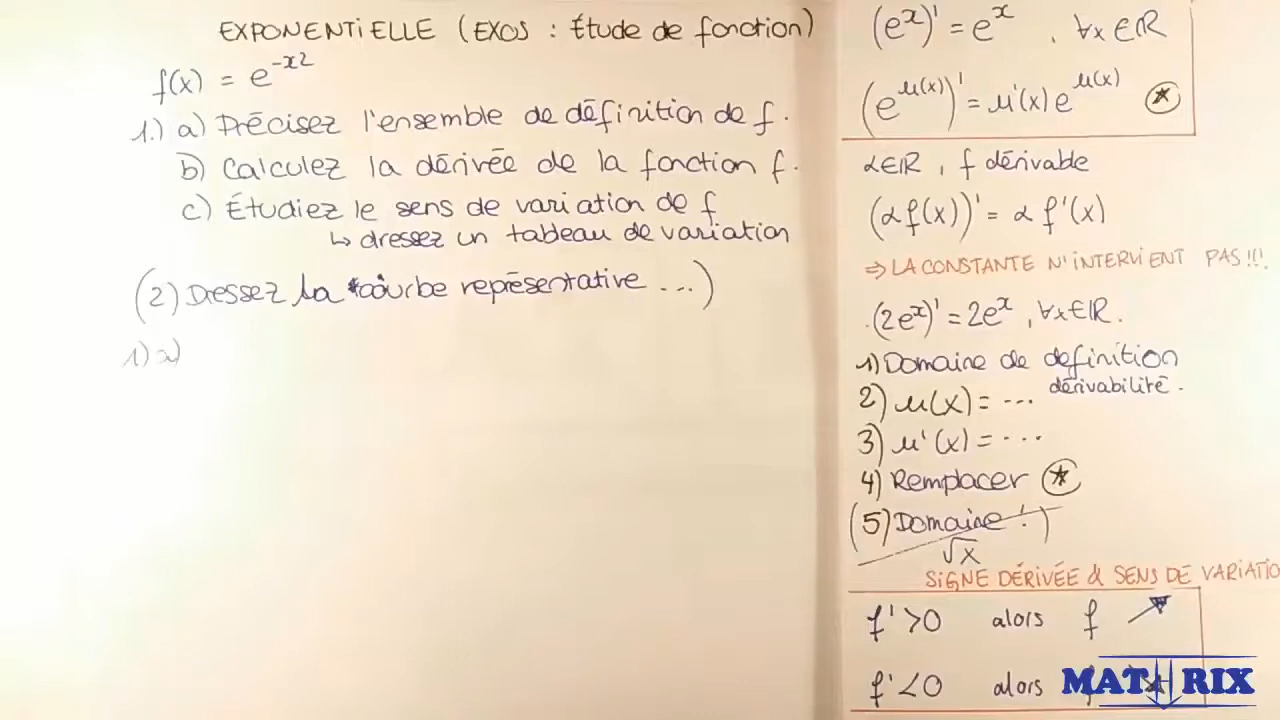 EXPONENTIELLE (EXOS : Étude de fonction)
f(x) = e^{-x2}
1.) a) Précisez l'ensemble de définition de f.
b) Calculez la dérivée de la fonction f.
c) Étudiez le sens de variation de f
↳ dressez un tableau de variation
(2) Dressez la courbe représentative ...)
1) a)
(e^x)' = e^x , ∀x∈ℝ
(e^{u(x)})' = u'(x) e^{u(x)} ⍟
α∈ℝ , f dérivable
(αf(x))' = α f'(x)
⇒ LA CONSTANTE N'INTERVIENT PAS!!!
(2e^x)' = 2e^x , ∀x∈ℝ.
1) Domaine de definition
dérivabilité.
2) u(x) = ...
3) u'(x) = ...
4) Remplacer ⍟
(5) Domaine ! )
√x
SIGNE DÉRIVÉE & SENS DE VARIATIO
f' > 0 alors f ↗
f' < 0 alors
MATRIX